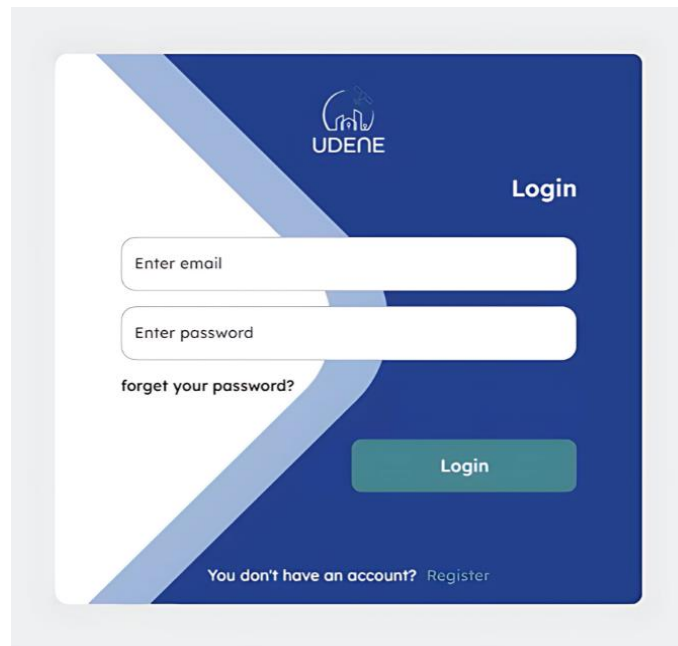 UDENE
Login
Enter email
Enter password
forget your password?
Login
You don't have an account? Register